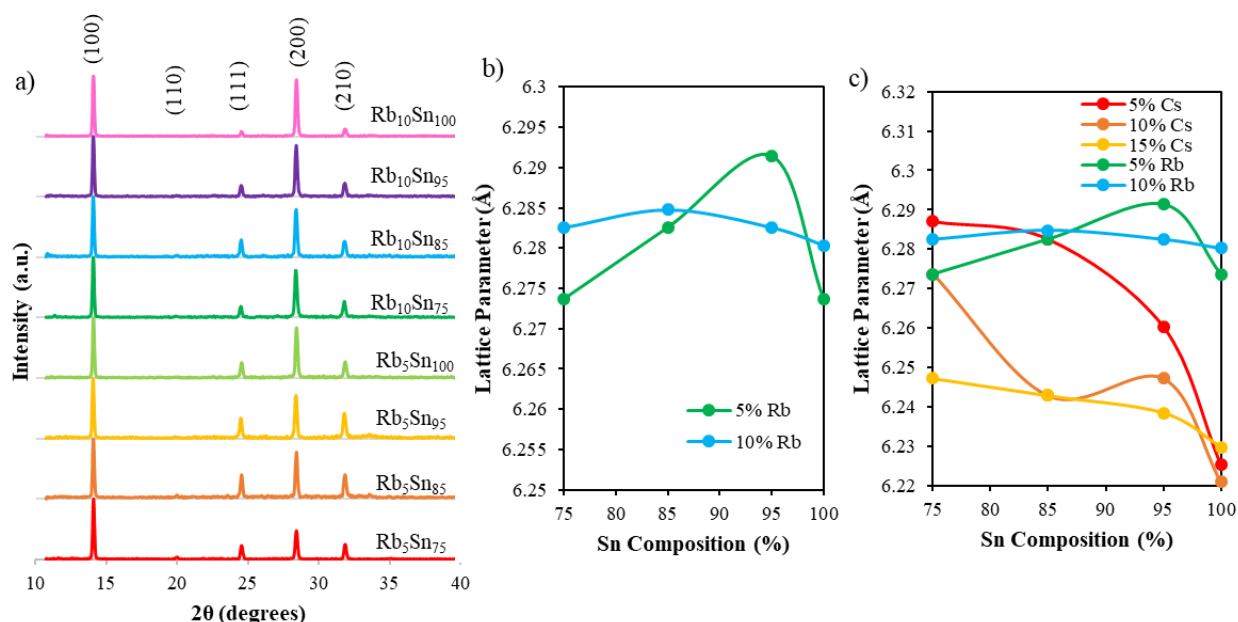 a)
(100)
(110)
(111)
(200)
(210)
Rb₁₀Sn₁₀₀
Rb₁₀Sn₉₅
Rb₁₀Sn₈₅
Rb₁₀Sn₇₅
Rb₅Sn₁₀₀
Rb₅Sn₉₅
Rb₅Sn₈₅
Rb₅Sn₇₅
Intensity (a.u.)
10 15 20 25 30 35 40
2θ (degrees)
b)
6.3
6.295
6.29
6.285
6.28
6.275
6.27
6.265
6.26
6.255
6.25
Lattice Parameter (Å)
5% Rb
10% Rb
75 80 85 90 95 100
Sn Composition (%)
c)
6.32
6.31
6.3
6.29
6.28
6.27
6.26
6.25
6.24
6.23
6.22
Lattice Parameter (Å)
5% Cs
10% Cs
15% Cs
5% Rb
10% Rb
75 80 85 90 95 100
Sn Composition (%)